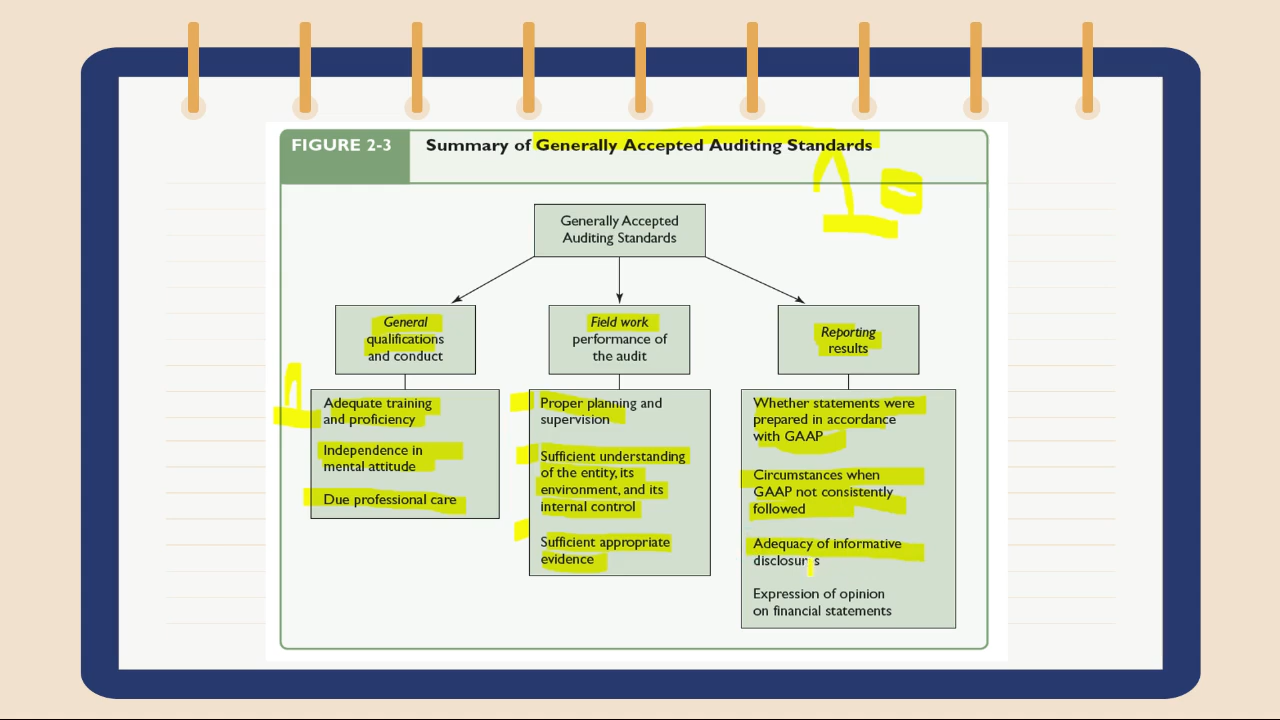 FIGURE 2-3
Summary of Generally Accepted Auditing Standards
Generally Accepted
Auditing Standards
General
qualifications
and conduct
Field work
performance of
the audit
Reporting
results
Adequate training
and proficiency
Independence in
mental attitude
Due professional care
Proper planning and
supervision
Sufficient understanding
of the entity, its
environment, and its
internal control
Sufficient appropriate
evidence
Whether statements were
prepared in accordance
with GAAP
Circumstances when
GAAP not consistently
followed
Adequacy of informative
disclosures
Expression of opinion
on financial statements